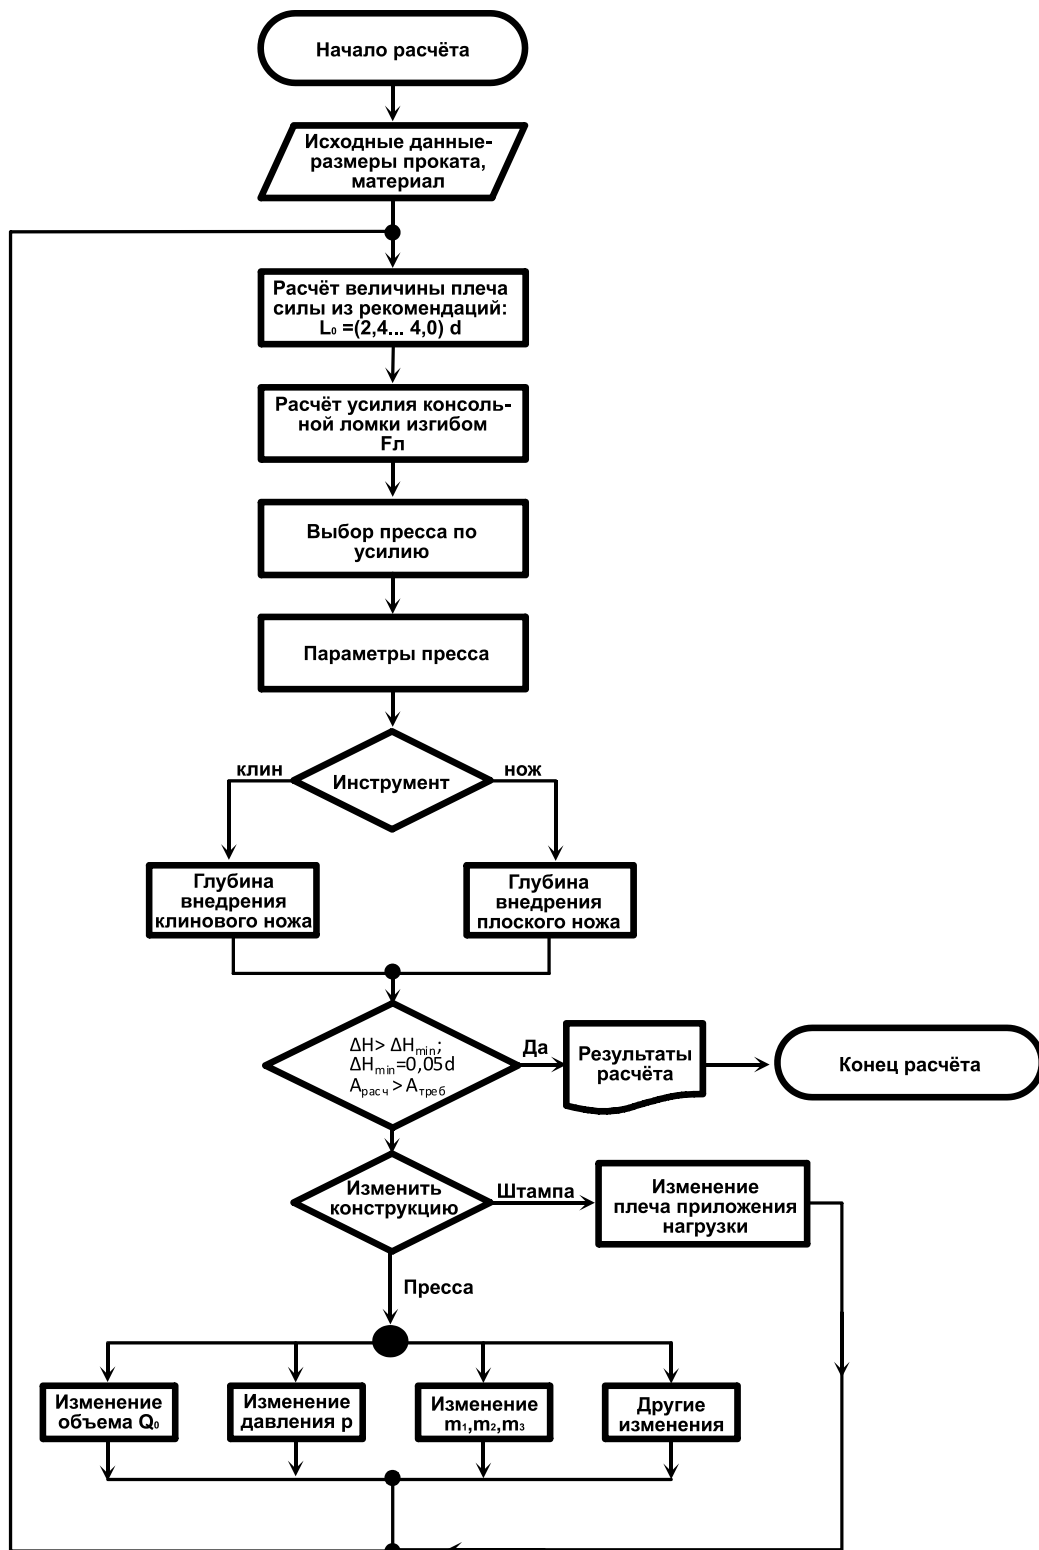 Начало расчёта
Исходные данные-
размеры проката,
материал
Расчёт величины плеча
силы из рекомендаций:
L₀ =(2,4... 4,0) d
Расчёт усилия консоль-
ной ломки изгибом
Fл
Выбор пресса по
усилию
Параметры пресса
клин
Инструмент
нож
Глубина
внедрения
клинового ножа
Глубина
внедрения
плоского ножа
ΔH> ΔHmin;
ΔHmin=0,05d
Aрасч > Aтреб
Да
Результаты
расчёта
Конец расчёта
Изменить
конструкцию
Штампа
Изменение
плеча приложения
нагрузки
Пресса
Изменение
объема Q₀
Изменение
давления р
Изменение
m₁,m₂,m₃
Другие
изменения